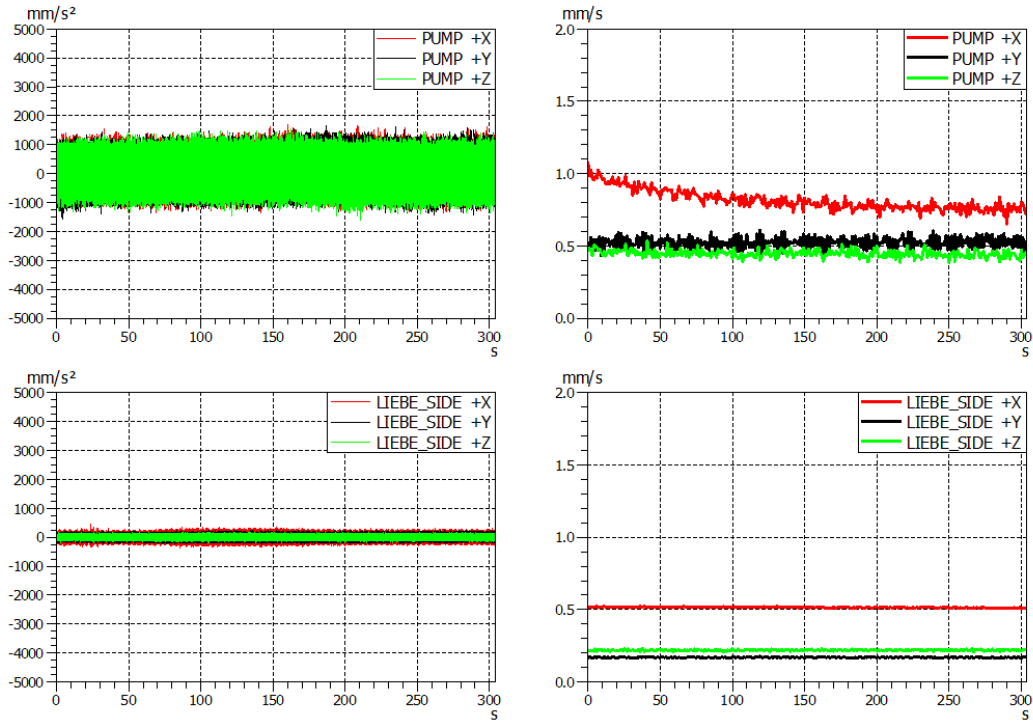 mm/s²
5000
4000
3000
2000
1000
0
-1000
-2000
-3000
-4000
-5000
0 50 100 150 200 250 300
s
PUMP +X
PUMP +Y
PUMP +Z
mm/s
2.0
1.5
1.0
0.5
0.0
0 50 100 150 200 250 300
s
PUMP +X
PUMP +Y
PUMP +Z
mm/s²
5000
4000
3000
2000
1000
0
-1000
-2000
-3000
-4000
-5000
0 50 100 150 200 250 300
s
LIEBE_SIDE +X
LIEBE_SIDE +Y
LIEBE_SIDE +Z
mm/s
2.0
1.5
1.0
0.5
0.0
0 50 100 150 200 250 300
s
LIEBE_SIDE +X
LIEBE_SIDE +Y
LIEBE_SIDE +Z